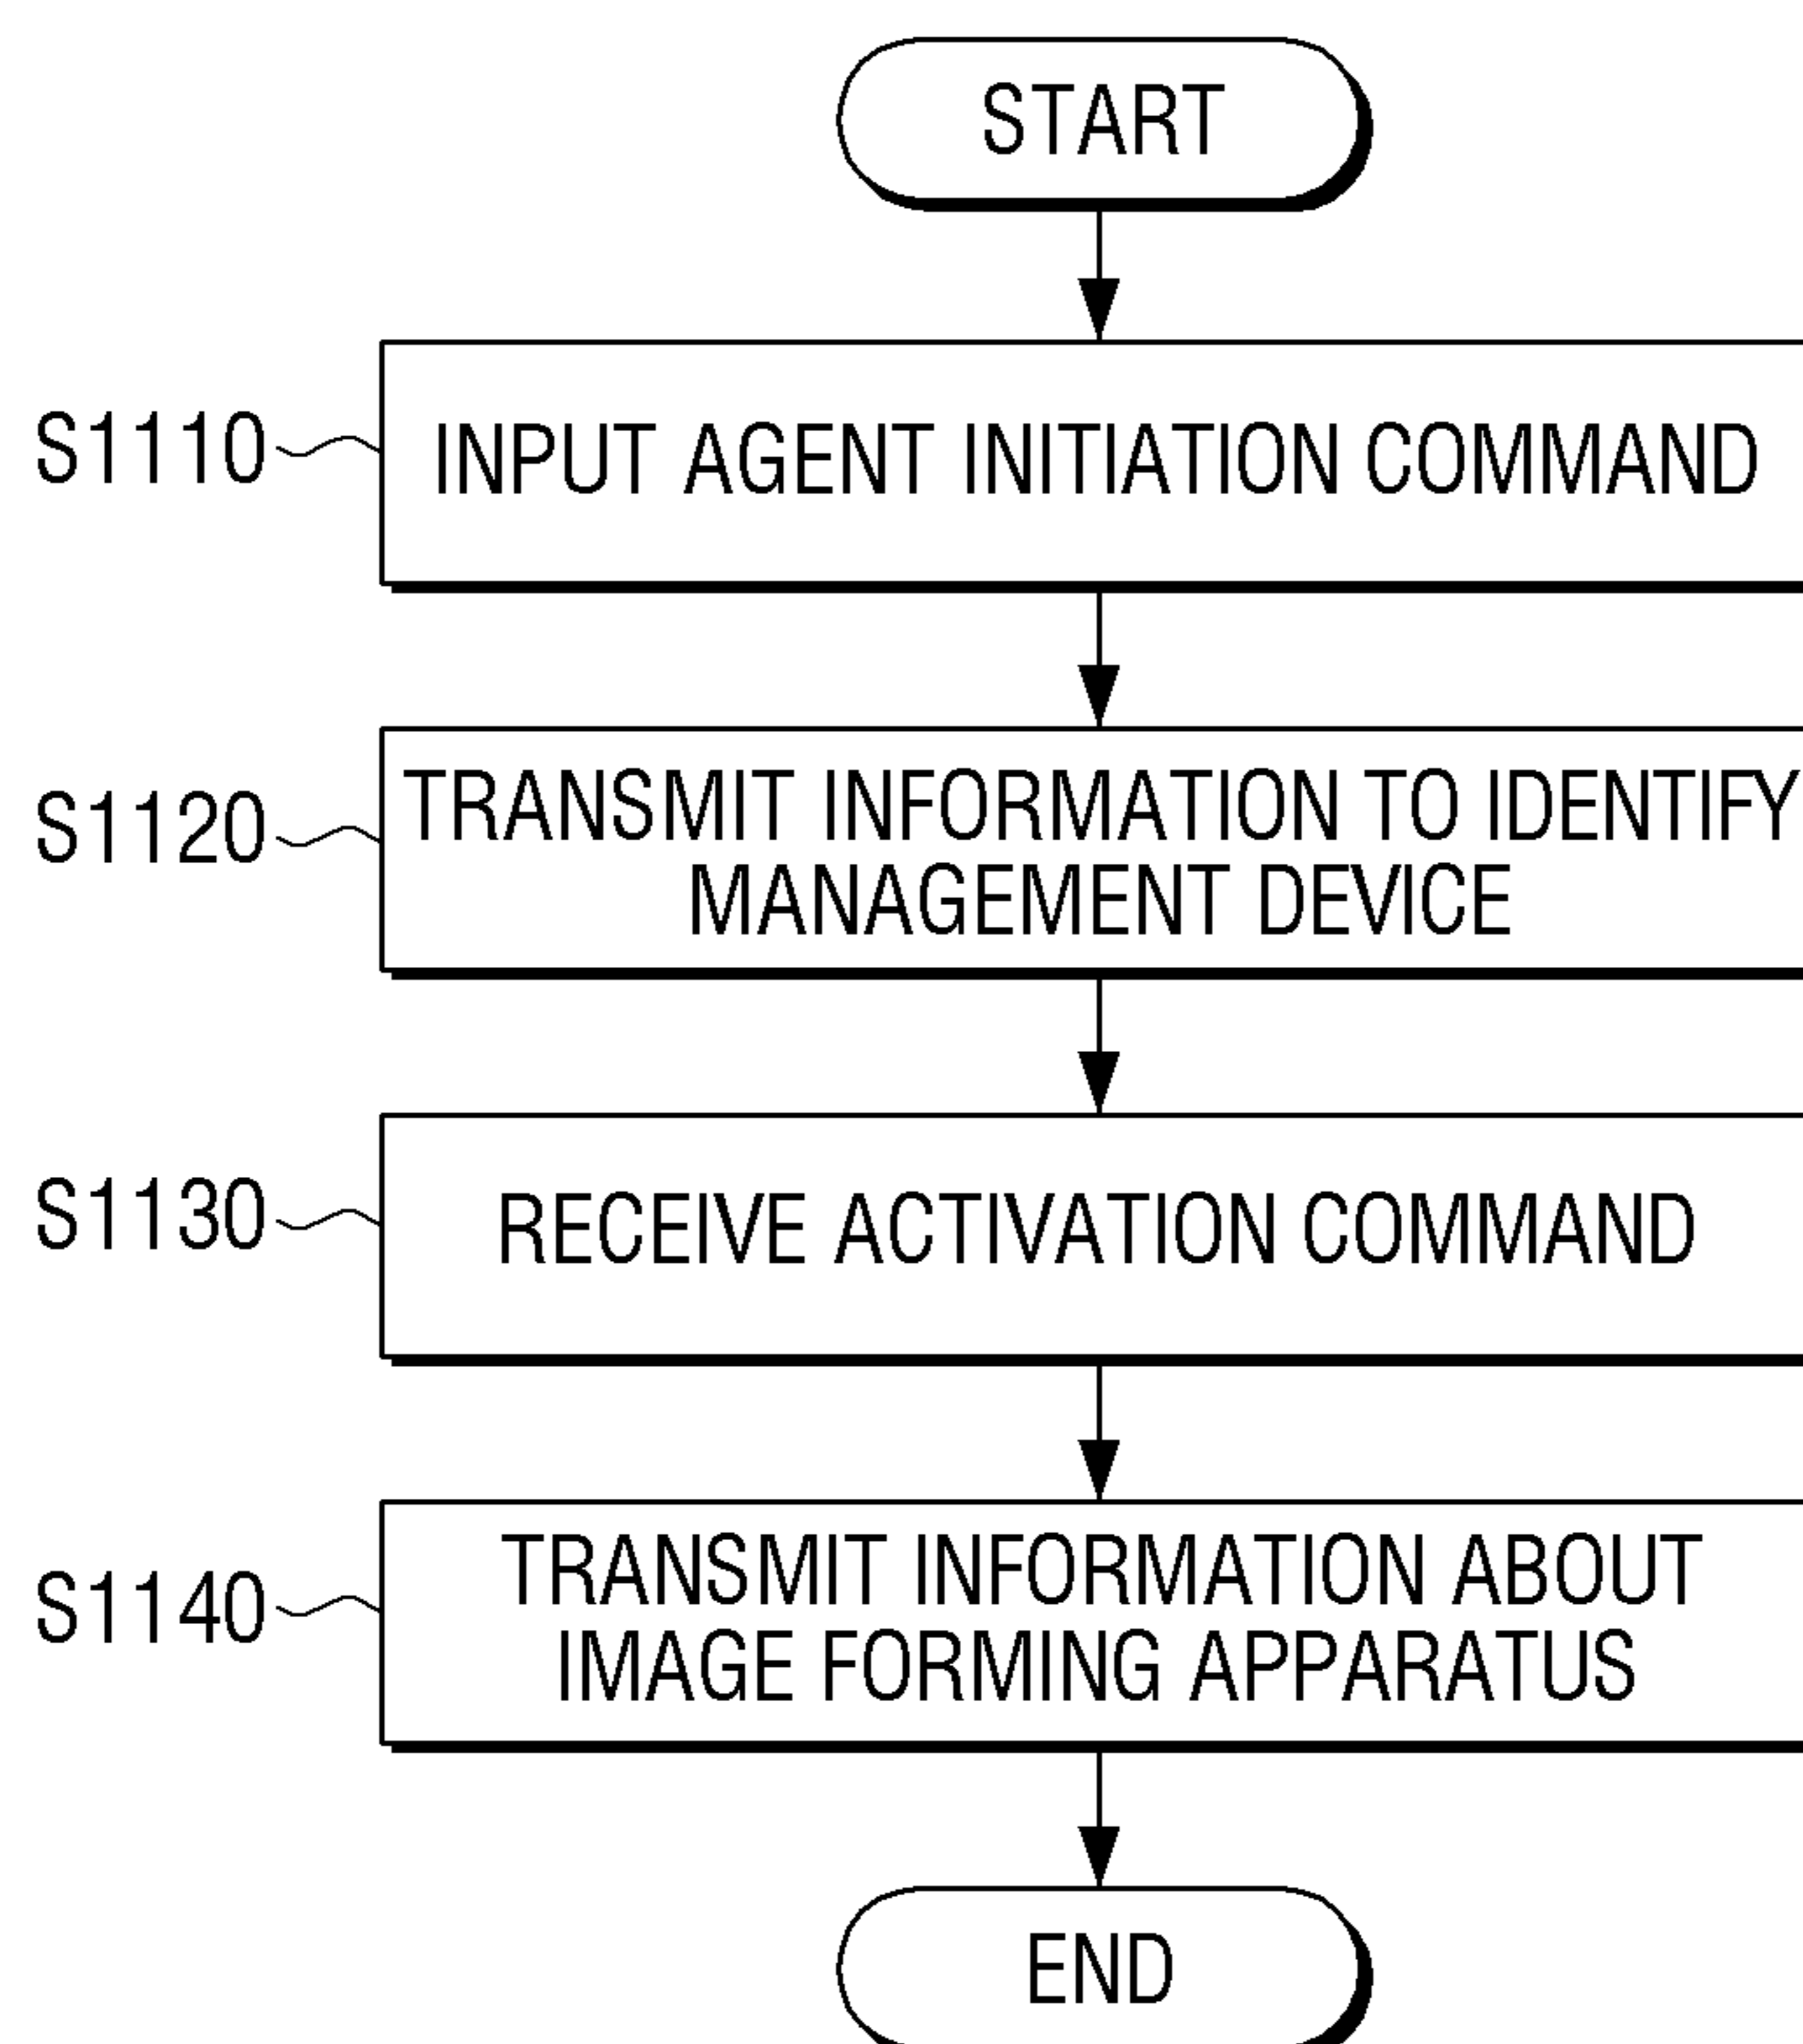 START
S1110
INPUT AGENT INITIATION COMMAND
S1120
TRANSMIT INFORMATION TO IDENTIFY
MANAGEMENT DEVICE
S1130
RECEIVE ACTIVATION COMMAND
S1140
TRANSMIT INFORMATION ABOUT
IMAGE FORMING APPARATUS
END